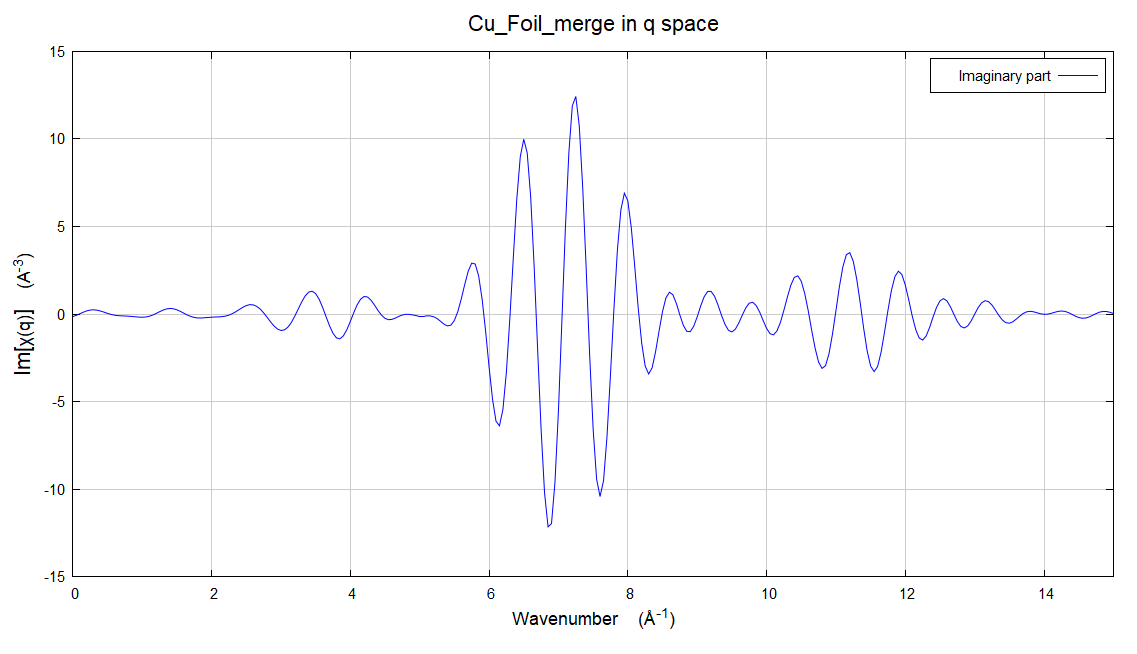 Cu_Foil_merge in q space
Imaginary part
15
10
5
0
-5
-10
-15
Im[χ(q)] (A⁻³)
0 2 4 6 8 10 12 14
Wavenumber (Å⁻¹)